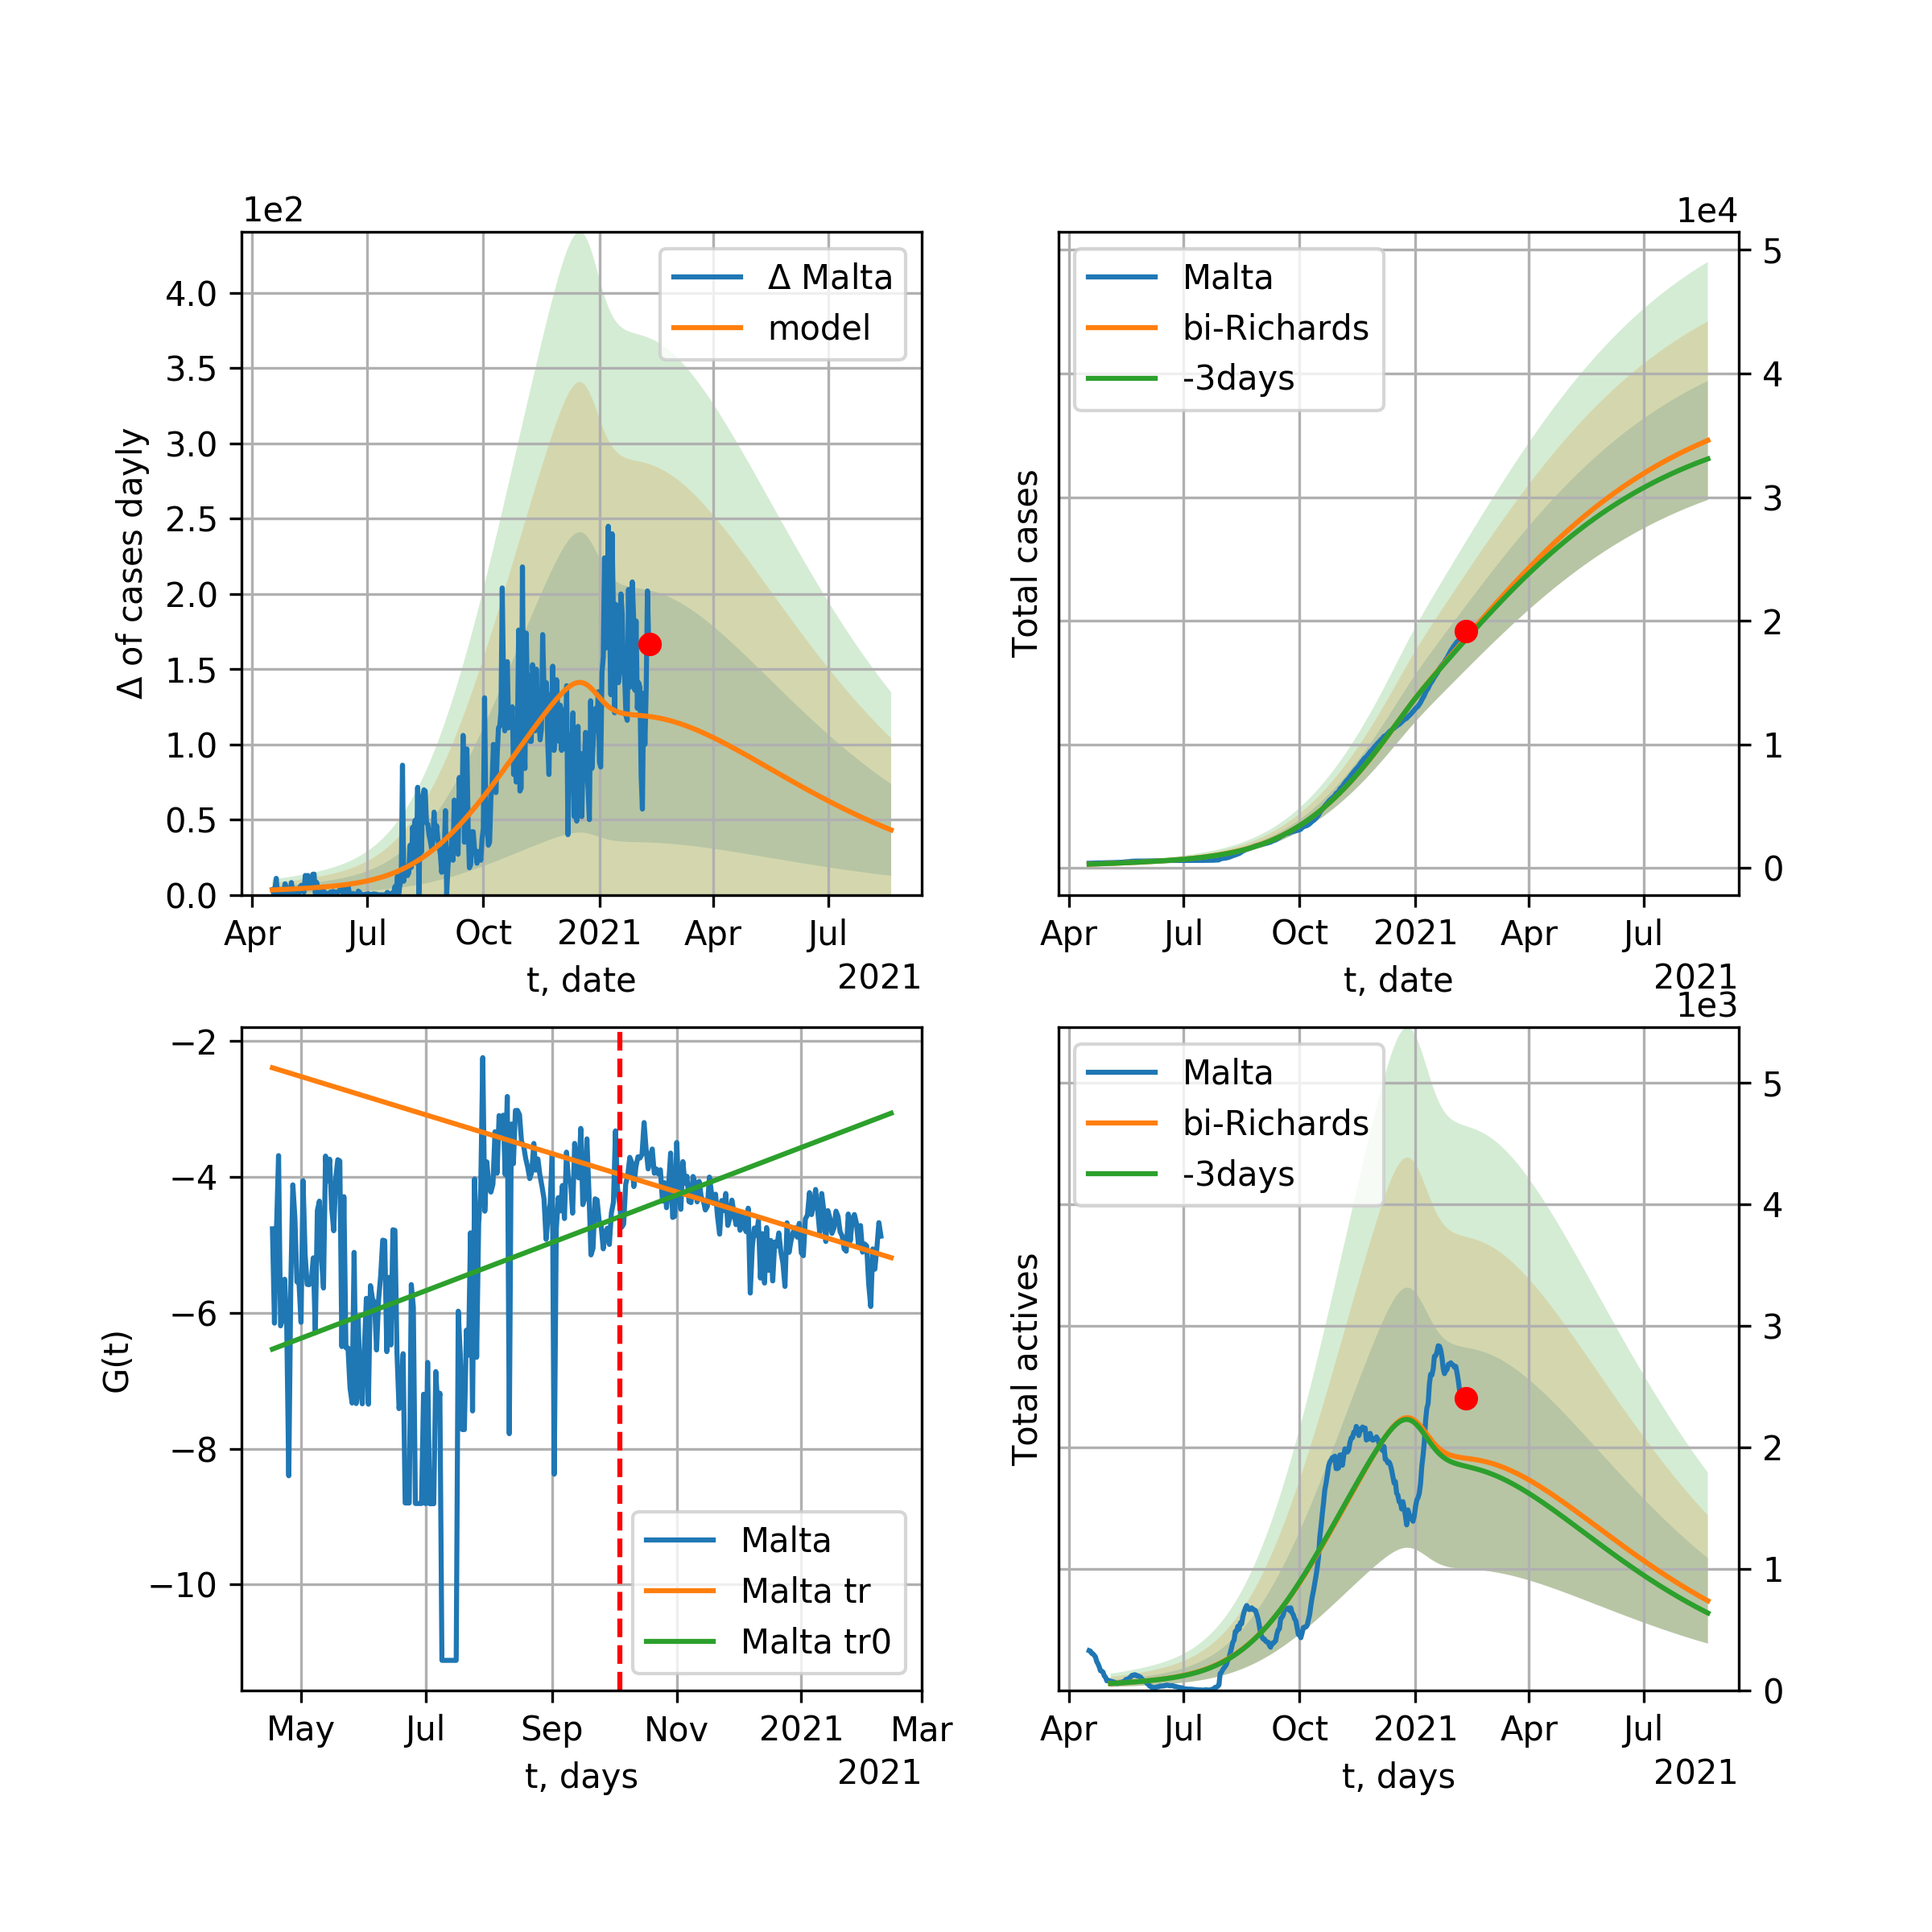 1e2
Δ of cases dayly
4.0
3.5
3.0
2.5
2.0
1.5
1.0
0.5
0.0
Δ Malta
model
Apr Jul Oct 2021 Apr Jul
t, date
2021
1e4
Total cases
5
4
3
2
1
0
Malta
bi-Richards
-3days
Apr Jul Oct 2021 Apr Jul
t, date
2021
G(t)
−2
−4
−6
−8
−10
Malta
Malta tr
Malta tr0
May Jul Sep Nov 2021 Mar
t, days
2021
1e3
Total actives
5
4
3
2
1
0
Malta
bi-Richards
-3days
Apr Jul Oct 2021 Apr Jul
t, days
2021